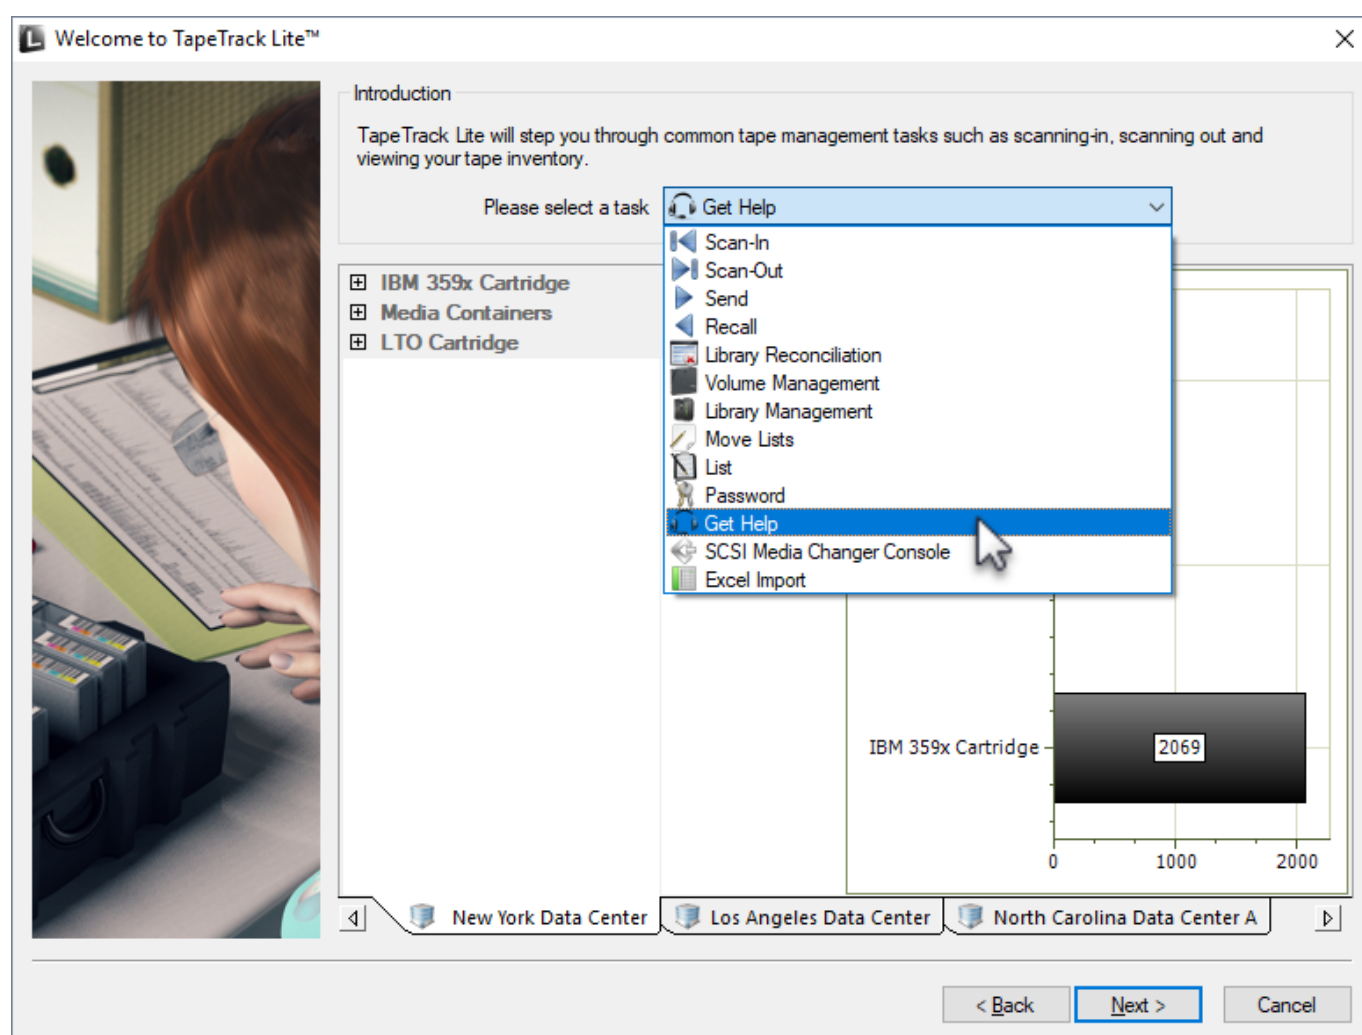 Welcome to TapeTrack Lite™
Introduction
TapeTrack Lite will step you through common tape management tasks such as scanning-in, scanning out and
viewing your tape inventory.
Please select a task
Get Help
Scan-In
Scan-Out
Send
Recall
Library Reconciliation
Volume Management
Library Management
Move Lists
List
Password
Get Help
SCSI Media Changer Console
Excel Import
IBM 359x Cartridge
Media Containers
LTO Cartridge
IBM 359x Cartridge
2069
0 1000 2000
New York Data Center
Los Angeles Data Center
North Carolina Data Center A
< Back
Next >
Cancel